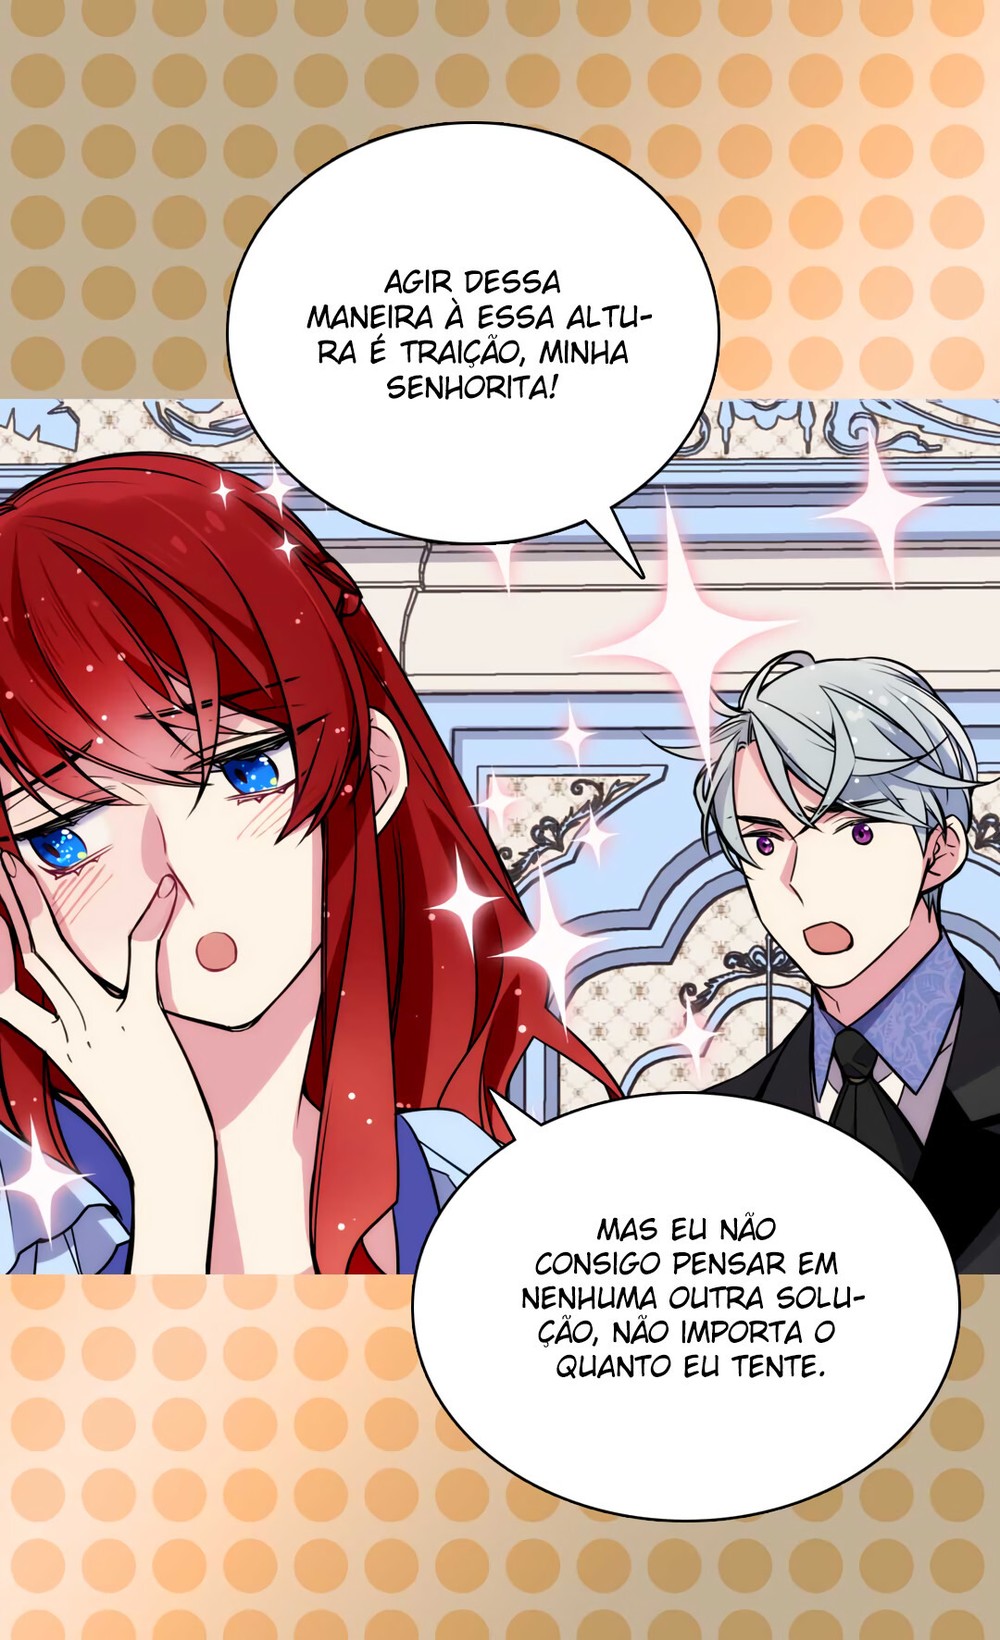 AGIR DESSA
MANEIRA À ESSA ALTU-
RA É TRAIÇÃO, MINHA
SENHORITA!
MAS EU NÃO
CONSIGO PENSAR EM
NENHUMA OUTRA SOLU-
ÇÃO, NÃO IMPORTA O
QUANTO EU TENTE.